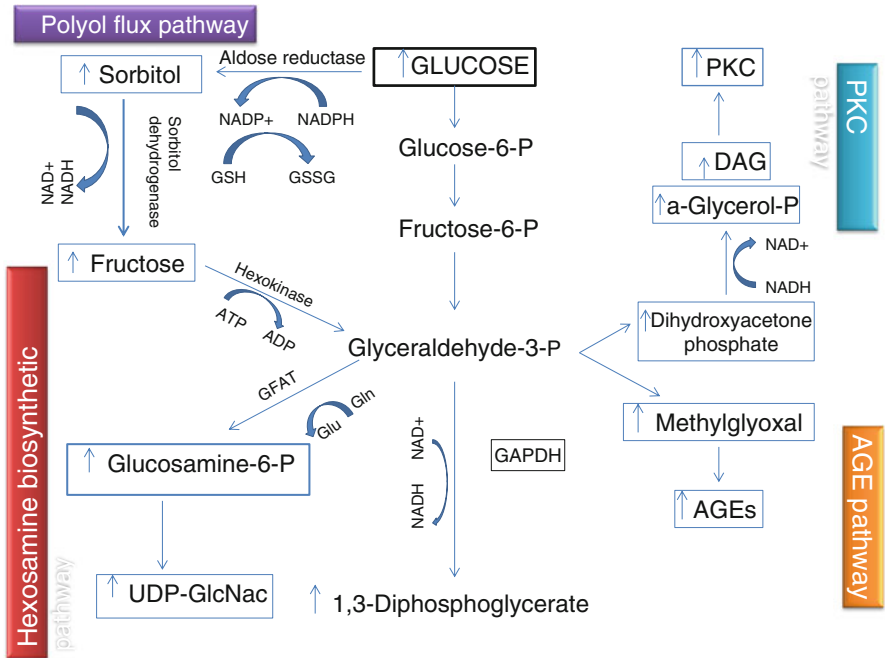 Polyol flux pathway
↑ Sorbitol
Aldose reductase
↑ GLUCOSE
NADP+
NADPH
GSH
GSSG
NAD+
NADH
Sorbitol
dehydrogenase
Glucose-6-P
Fructose-6-P
↑ Fructose
Hexokinase
ATP
ADP
Glyceraldehyde-3-P
GFAT
Gln
Glu
↑ Glucosamine-6-P
↑ UDP-GlcNac
NAD+
NADH
GAPDH
↑ 1,3-Diphosphoglycerate
↑ PKC
↑ DAG
↑ a-Glycerol-P
NAD+
NADH
↑ Dihydroxyacetone
phosphate
↑ Methylglyoxal
↑ AGEs
PKC
pathway
AGE pathway
Hexosamine biosynthetic
pathway